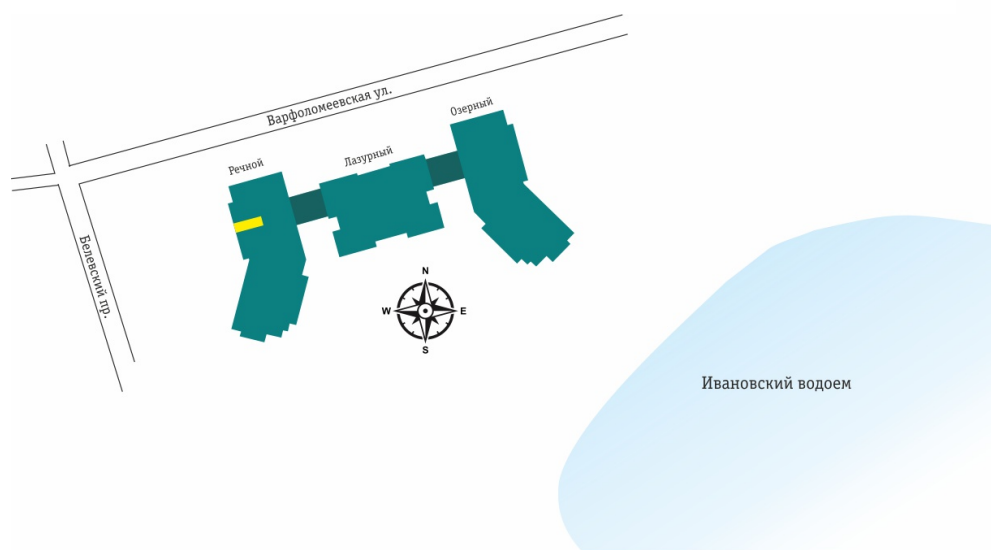 Варфоломеевская ул.
Озерный
Лазурный
Речной
Белевский пр.
N
W
E
S
Ивановский водоем